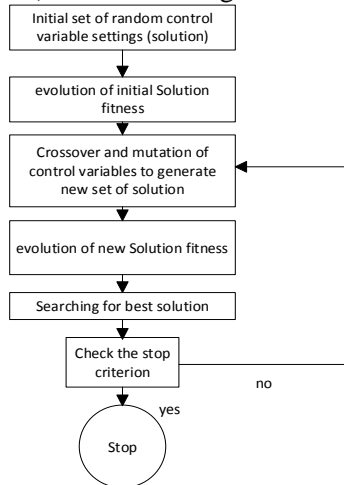 Initial set of random control
variable settings (solution)
evolution of initial Solution
fitness
Crossover and mutation of
control variables to generate
new set of solution
evolution of new Solution fitness
Searching for best solution
Check the stop
criterion
no
yes
Stop